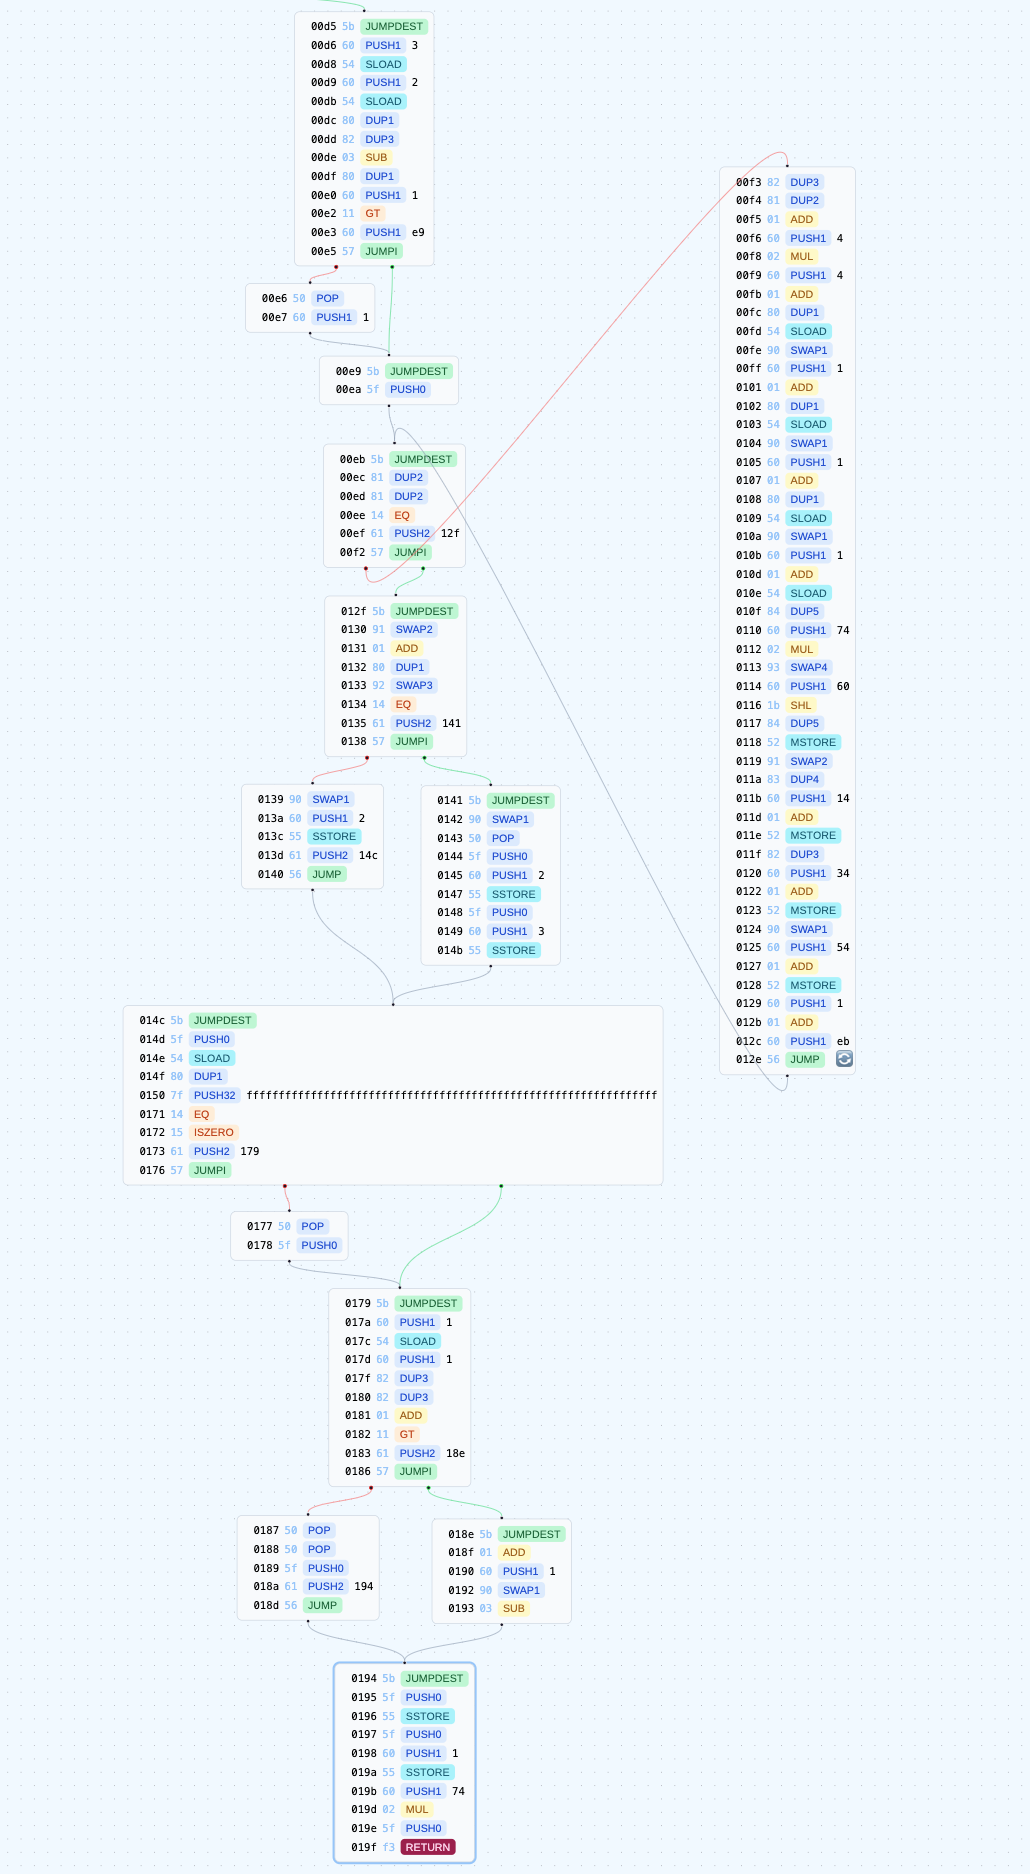 00d5 5b JUMPDEST
00d6 60 PUSH1 3
00d8 54 SLOAD
00d9 60 PUSH1 2
00db 54 SLOAD
00dc 80 DUP1
00dd 82 DUP3
00de 03 SUB
00df 80 DUP1
00e0 60 PUSH1 1
00e2 11 GT
00e3 60 PUSH1 e9
00e5 57 JUMPI
00e6 50 POP
00e7 60 PUSH1 1
00e9 5b JUMPDEST
00ea 5f PUSH0
00eb 5b JUMPDEST
00ec 81 DUP2
00ed 81 DUP2
00ee 14 EQ
00ef 61 PUSH2 12f
00f2 57 JUMPI
00f3 82 DUP3
00f4 81 DUP2
00f5 01 ADD
00f6 60 PUSH1 4
00f8 02 MUL
00f9 60 PUSH1 4
00fb 01 ADD
00fc 80 DUP1
00fd 54 SLOAD
00fe 90 SWAP1
00ff 60 PUSH1 1
0101 01 ADD
0102 80 DUP1
0103 54 SLOAD
0104 90 SWAP1
0105 60 PUSH1 1
0107 01 ADD
0108 80 DUP1
0109 54 SLOAD
010a 90 SWAP1
010b 60 PUSH1 1
010d 01 ADD
010e 54 SLOAD
010f 84 DUP5
0110 60 PUSH1 74
0112 02 MUL
0113 93 SWAP4
0114 60 PUSH1 60
0116 1b SHL
0117 84 DUP5
0118 52 MSTORE
0119 91 SWAP2
011a 83 DUP4
011b 60 PUSH1 14
011d 01 ADD
011e 52 MSTORE
011f 82 DUP3
0120 60 PUSH1 34
0122 01 ADD
0123 52 MSTORE
0124 90 SWAP1
0125 60 PUSH1 54
0127 01 ADD
0128 52 MSTORE
0129 60 PUSH1 1
012b 01 ADD
012c 60 PUSH1 eb
012e 56 JUMP
012f 5b JUMPDEST
0130 91 SWAP2
0131 01 ADD
0132 80 DUP1
0133 92 SWAP3
0134 14 EQ
0135 61 PUSH2 141
0138 57 JUMPI
0139 90 SWAP1
013a 60 PUSH1 2
013c 55 SSTORE
013d 61 PUSH2 14c
0140 56 JUMP
0141 5b JUMPDEST
0142 90 SWAP1
0143 50 POP
0144 5f PUSH0
0145 60 PUSH1 2
0147 55 SSTORE
0148 5f PUSH0
0149 60 PUSH1 3
014b 55 SSTORE
014c 5b JUMPDEST
014d 5f PUSH0
014e 54 SLOAD
014f 80 DUP1
0150 7f PUSH32 ffffffffffffffffffffffffffffffffffffffffffffffffffffffffffffffff
0171 14 EQ
0172 15 ISZERO
0173 61 PUSH2 179
0176 57 JUMPI
0177 50 POP
0178 5f PUSH0
0179 5b JUMPDEST
017a 60 PUSH1 1
017c 54 SLOAD
017d 60 PUSH1 1
017f 82 DUP3
0180 82 DUP3
0181 01 ADD
0182 11 GT
0183 61 PUSH2 18e
0186 57 JUMPI
0187 50 POP
0188 50 POP
0189 5f PUSH0
018a 61 PUSH2 194
018d 56 JUMP
018e 5b JUMPDEST
018f 01 ADD
0190 60 PUSH1 1
0192 90 SWAP1
0193 03 SUB
0194 5b JUMPDEST
0195 5f PUSH0
0196 55 SSTORE
0197 5f PUSH0
0198 60 PUSH1 1
019a 55 SSTORE
019b 60 PUSH1 74
019d 02 MUL
019e 5f PUSH0
019f f3 RETURN